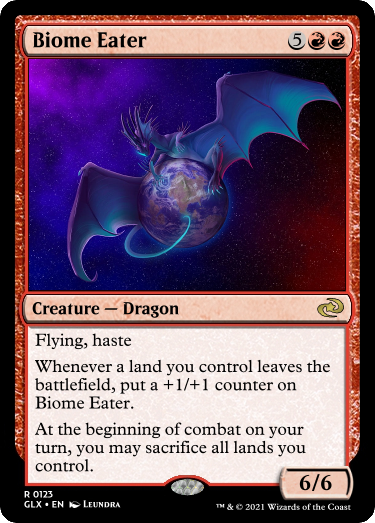 Biome Eater 5
Creature — Dragon
Flying, haste
Whenever a land you control leaves the
battlefield, put a +1/+1 counter on
Biome Eater.
At the beginning of combat on your
turn, you may sacrifice all lands you
control.
6/6
R 0123
GLX • EN Leundra
™ & © 2021 Wizards of the Coast